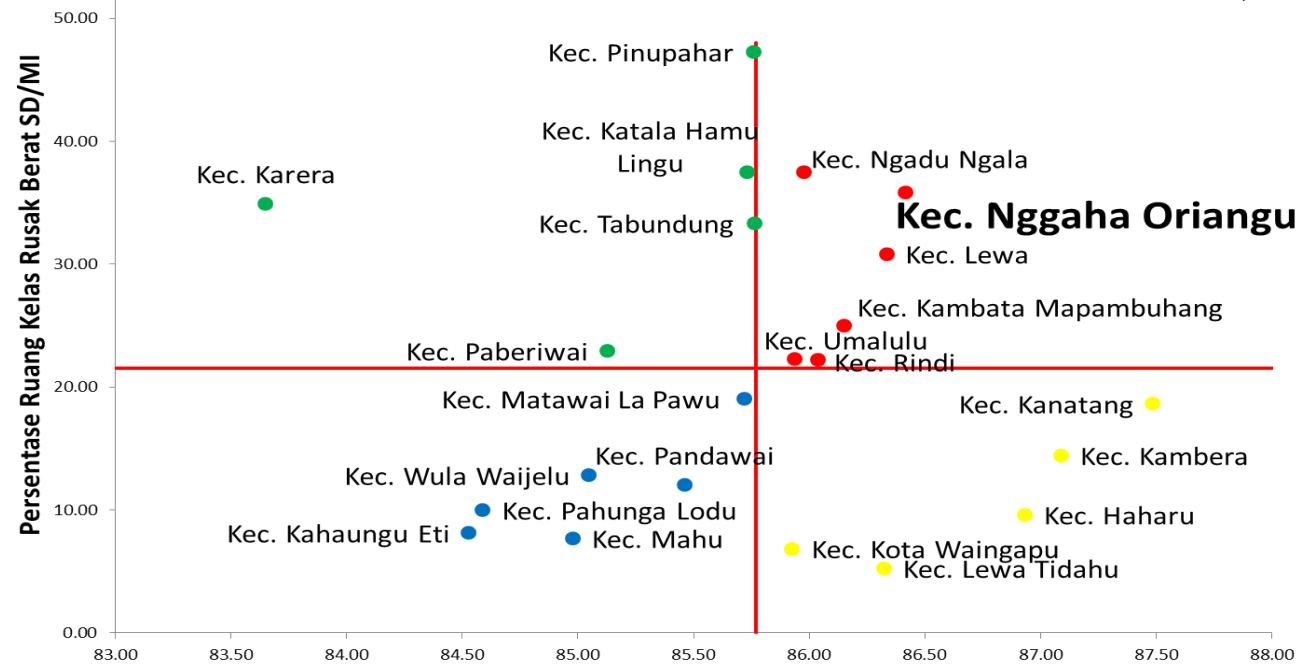 50.00
40.00
30.00
20.00
10.00
0.00
Persentase Ruang Kelas Rusak Berat SD/MI
Kec. Pinupahar
Kec. Katala Hamu
Lingu
Kec. Ngadu Ngala
Kec. Karera
Kec. Nggaha Oriangu
Kec. Tabundung
Kec. Lewa
Kec. Kambata Mapambuhang
Kec. Umalulu
Kec. Paberiwai
Kec. Rindi
Kec. Matawai La Pawu
Kec. Kanatang
Kec. Pandawai
Kec. Kambera
Kec. Wula Waijelu
Kec. Pahunga Lodu
Kec. Haharu
Kec. Kahaungu Eti
Kec. Mahu
Kec. Kota Waingapu
Kec. Lewa Tidahu
83.00 83.50 84.00 84.50 85.00 85.50 86.00 86.50 87.00 87.50 88.00